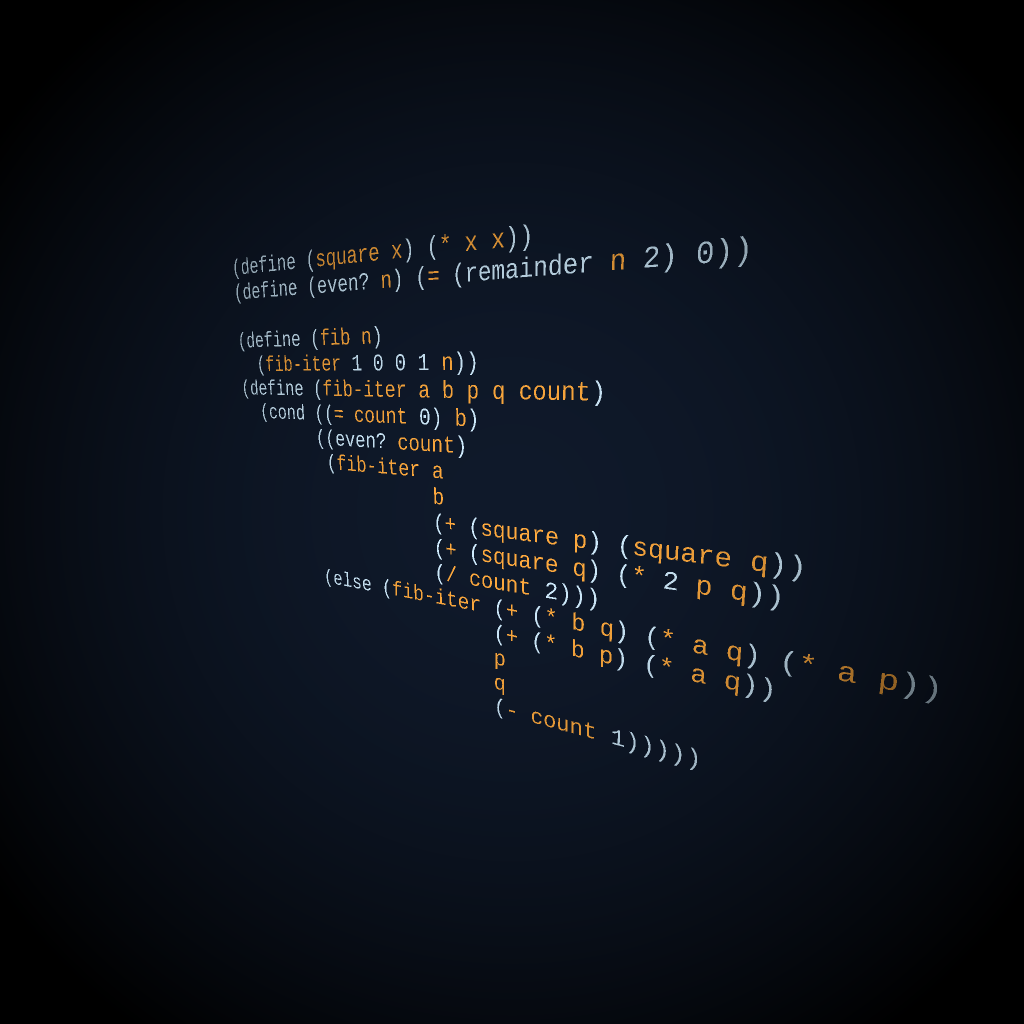 (define (square x) (* x x))
(define (even? n) (= (remainder n 2) 0))

(define (fib n)
  (fib-iter 1 0 0 1 n))
(define (fib-iter a b p q count)
  (cond ((= count 0) b)
        ((even? count)
         (fib-iter a
                   b
                   (+ (square p) (square q))
                   (+ (square q) (* 2 p q))
                   (/ count 2)))
        (else (fib-iter (+ (* b q) (* a q) (* a p))
                        (+ (* b p) (* a q))
                        p
                        q
                        (- count 1)))))